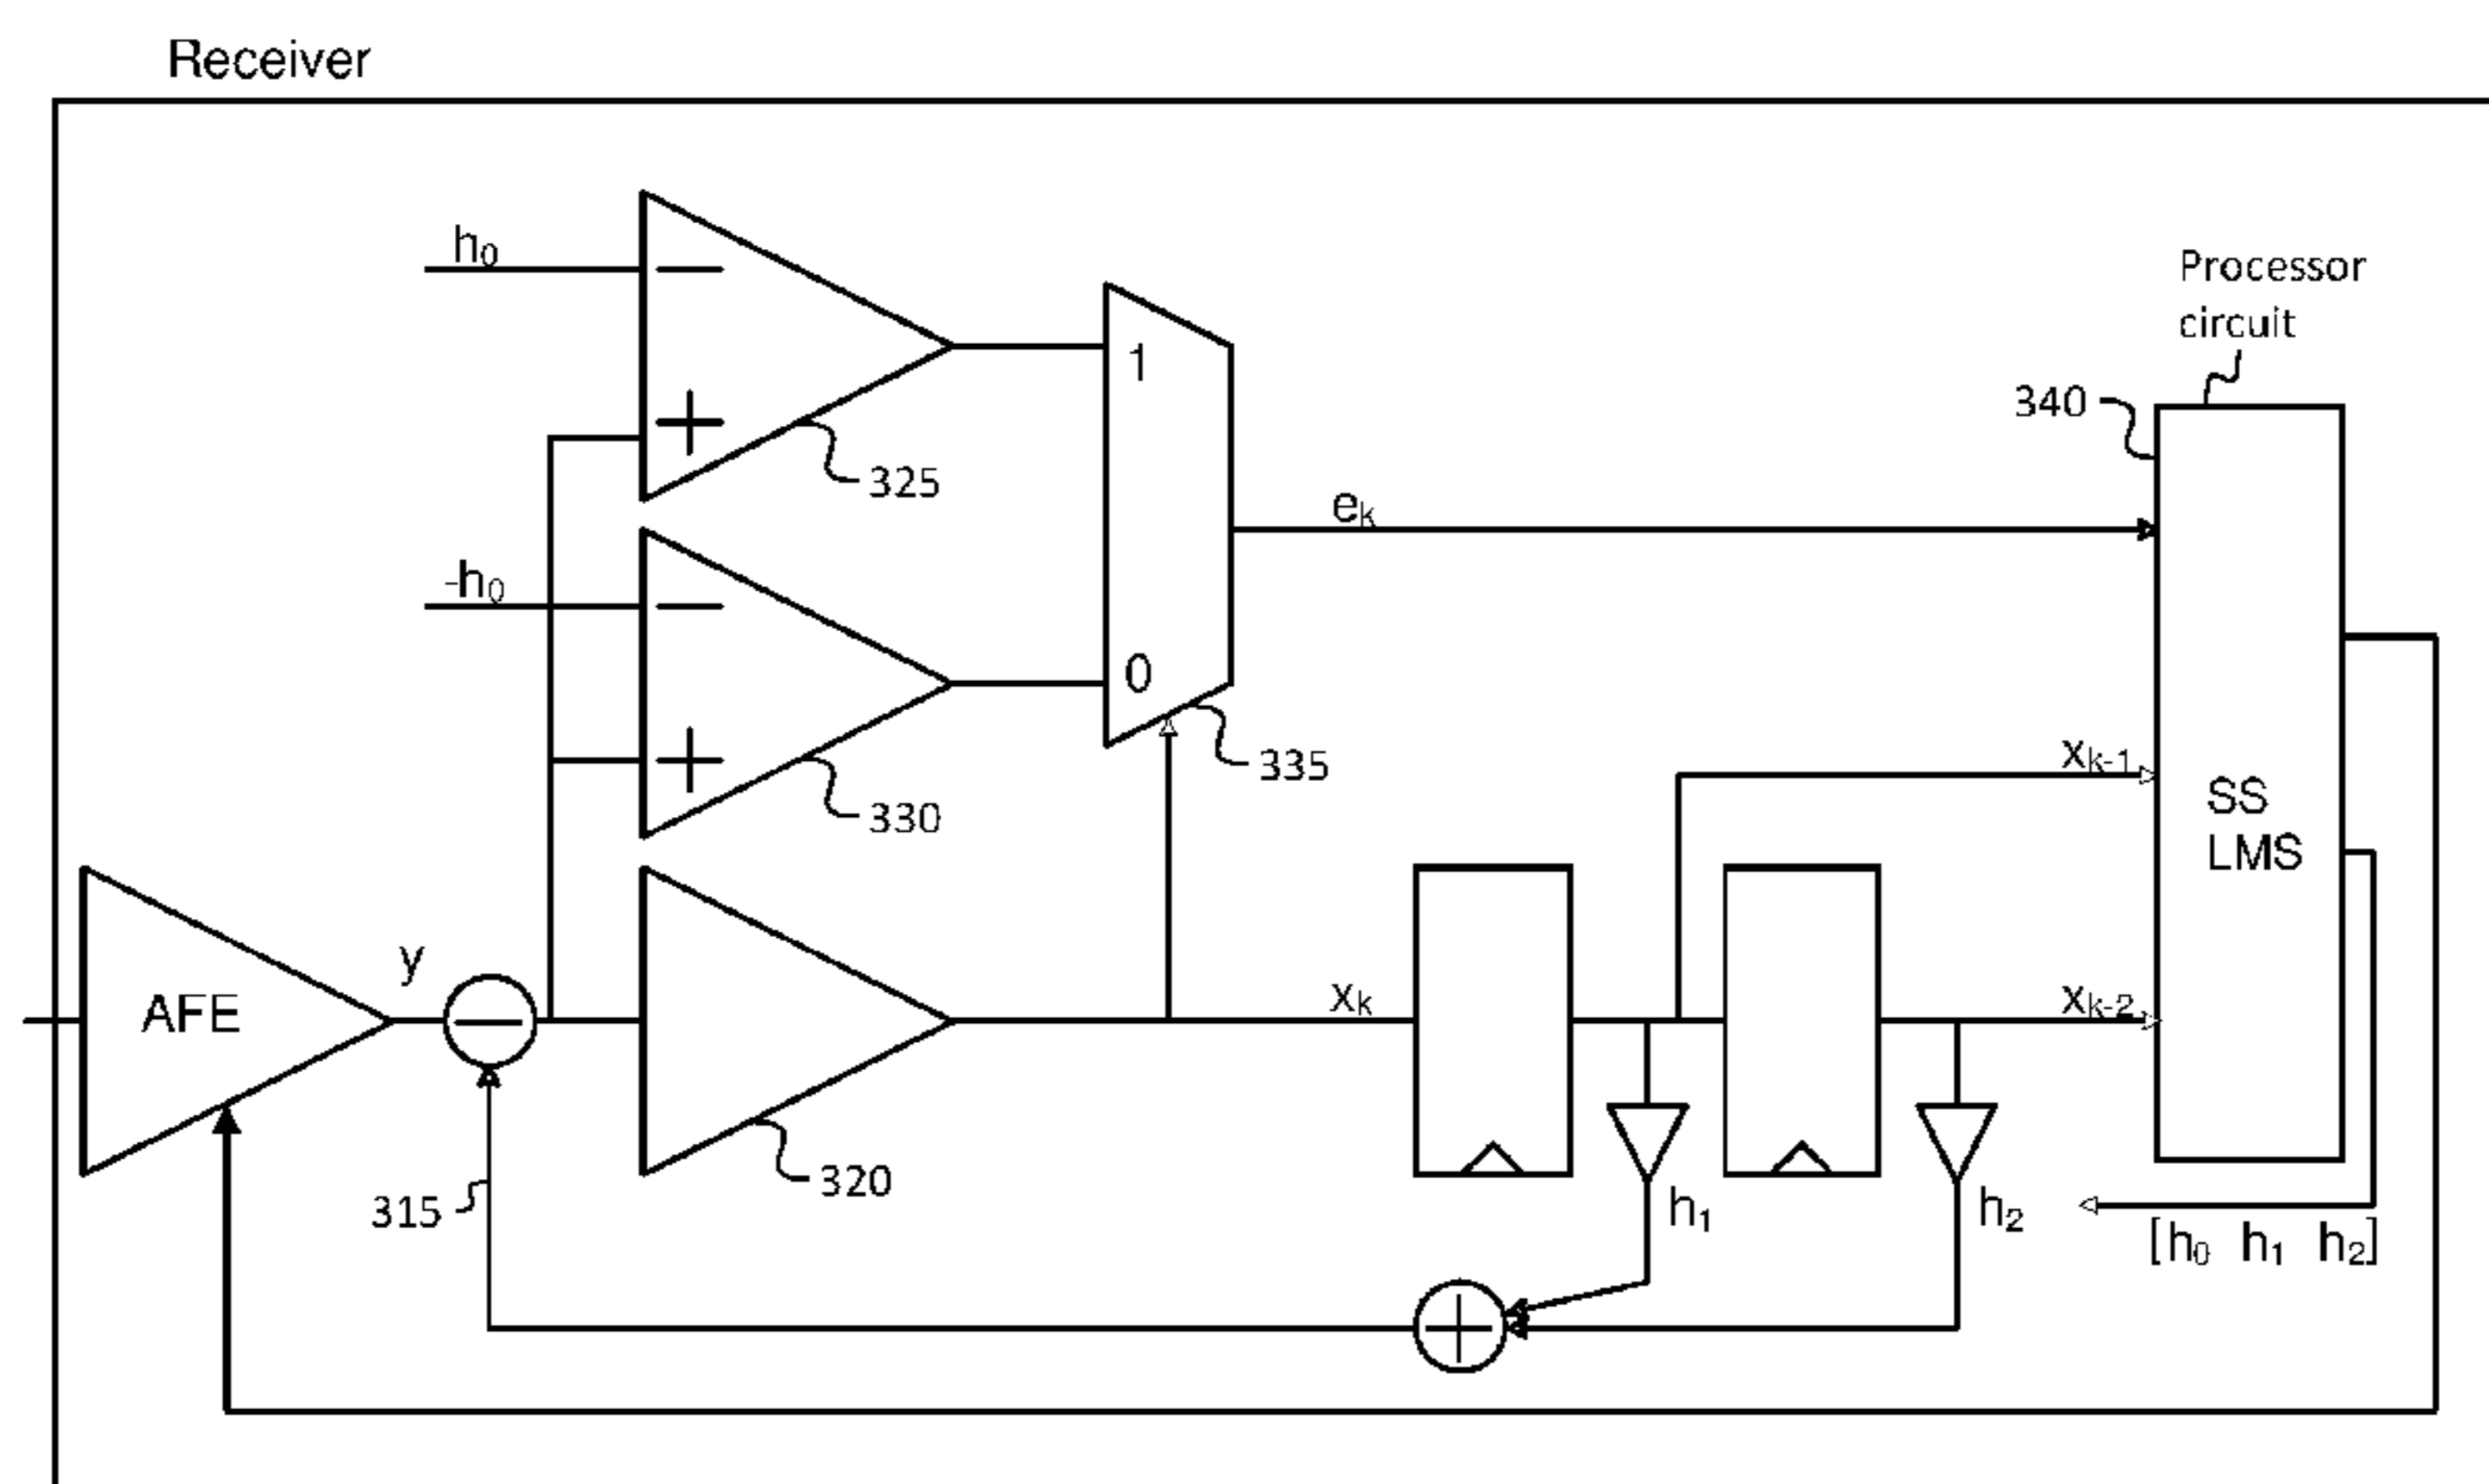 Receiver
h₀
-h₀
1
0
325
330
335
eₖ
Processor
circuit
340
SS
LMS
xₖ₋₁
xₖ₋₂
xₖ
AFE
y
−
320
315
h₁
h₂
[h₀ h₁ h₂]